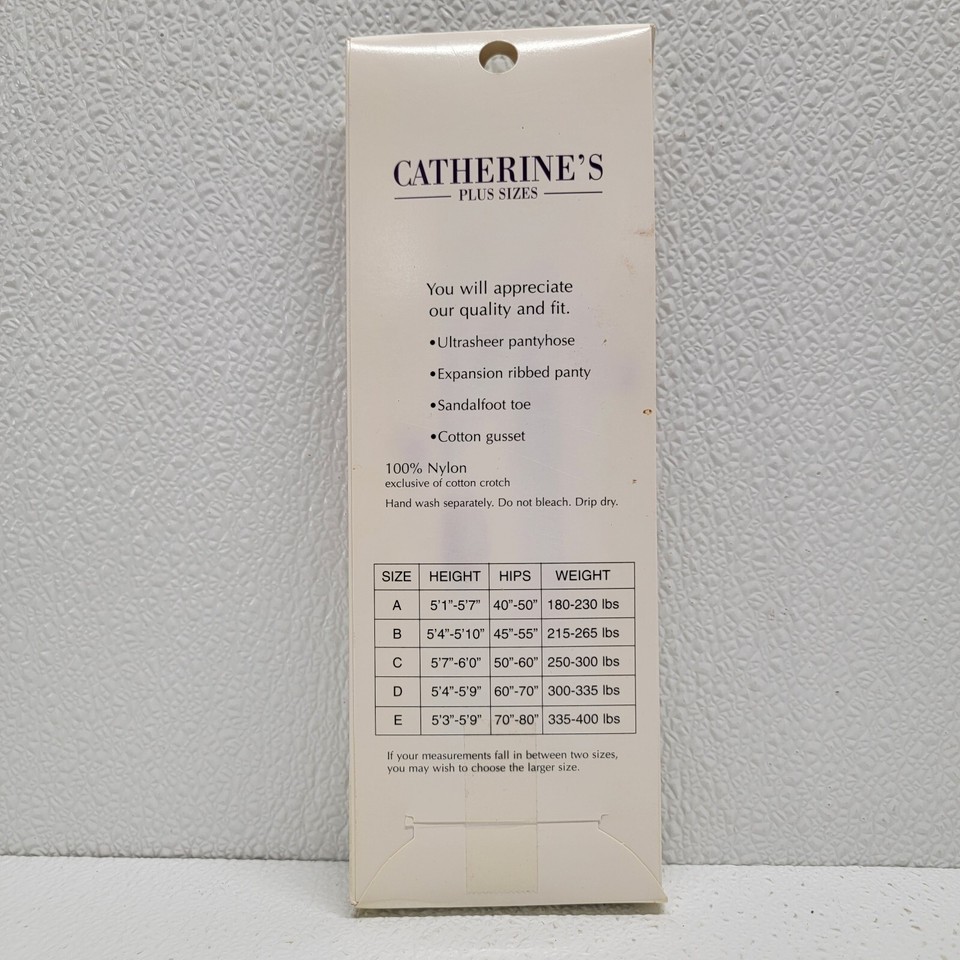 CATHERINE’S
PLUS SIZES
You will appreciate
our quality and fit.
•Ultrasheer pantyhose
•Expansion ribbed panty
•Sandalfoot toe
•Cotton gusset
100% Nylon
exclusive of cotton crotch
Hand wash separately. Do not bleach. Drip dry.
SIZE HEIGHT HIPS WEIGHT
A 5’1”-5’7” 40”-50” 180-230 lbs
B 5’4”-5’10” 45”-55” 215-265 lbs
C 5’7”-6’0” 50”-60” 250-300 lbs
D 5’4”-5’9” 60”-70” 300-335 lbs
E 5’3”-5’9” 70”-80” 335-400 lbs
If your measurements fall in between two sizes,
you may wish to choose the larger size.